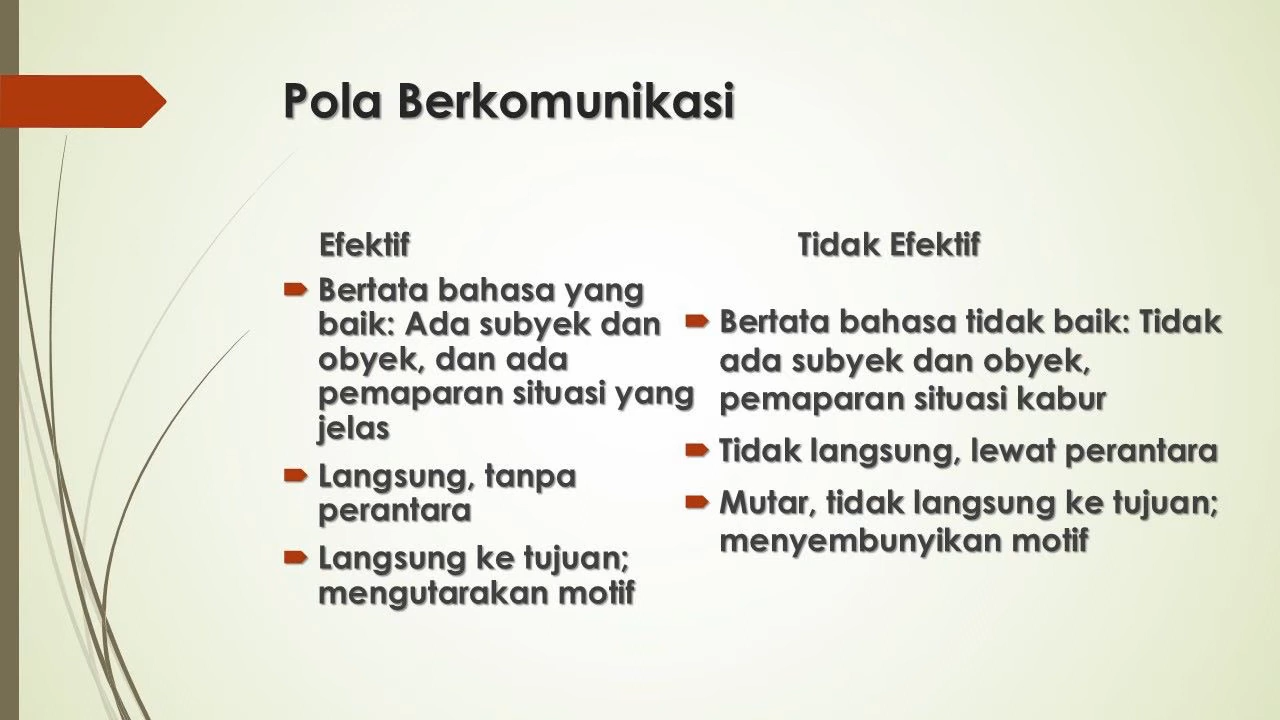 Pola Berkomunikasi
Efektif
Bertata bahasa yang
baik: Ada subyek dan
obyek, dan ada
pemaparan situasi yang
jelas
Langsung, tanpa
perantara
Langsung ke tujuan;
mengutarakan motif
Tidak Efektif
Bertata bahasa tidak baik: Tidak
ada subyek dan obyek,
pemaparan situasi kabur
Tidak langsung, lewat perantara
Mutar, tidak langsung ke tujuan;
menyembunyikan motif